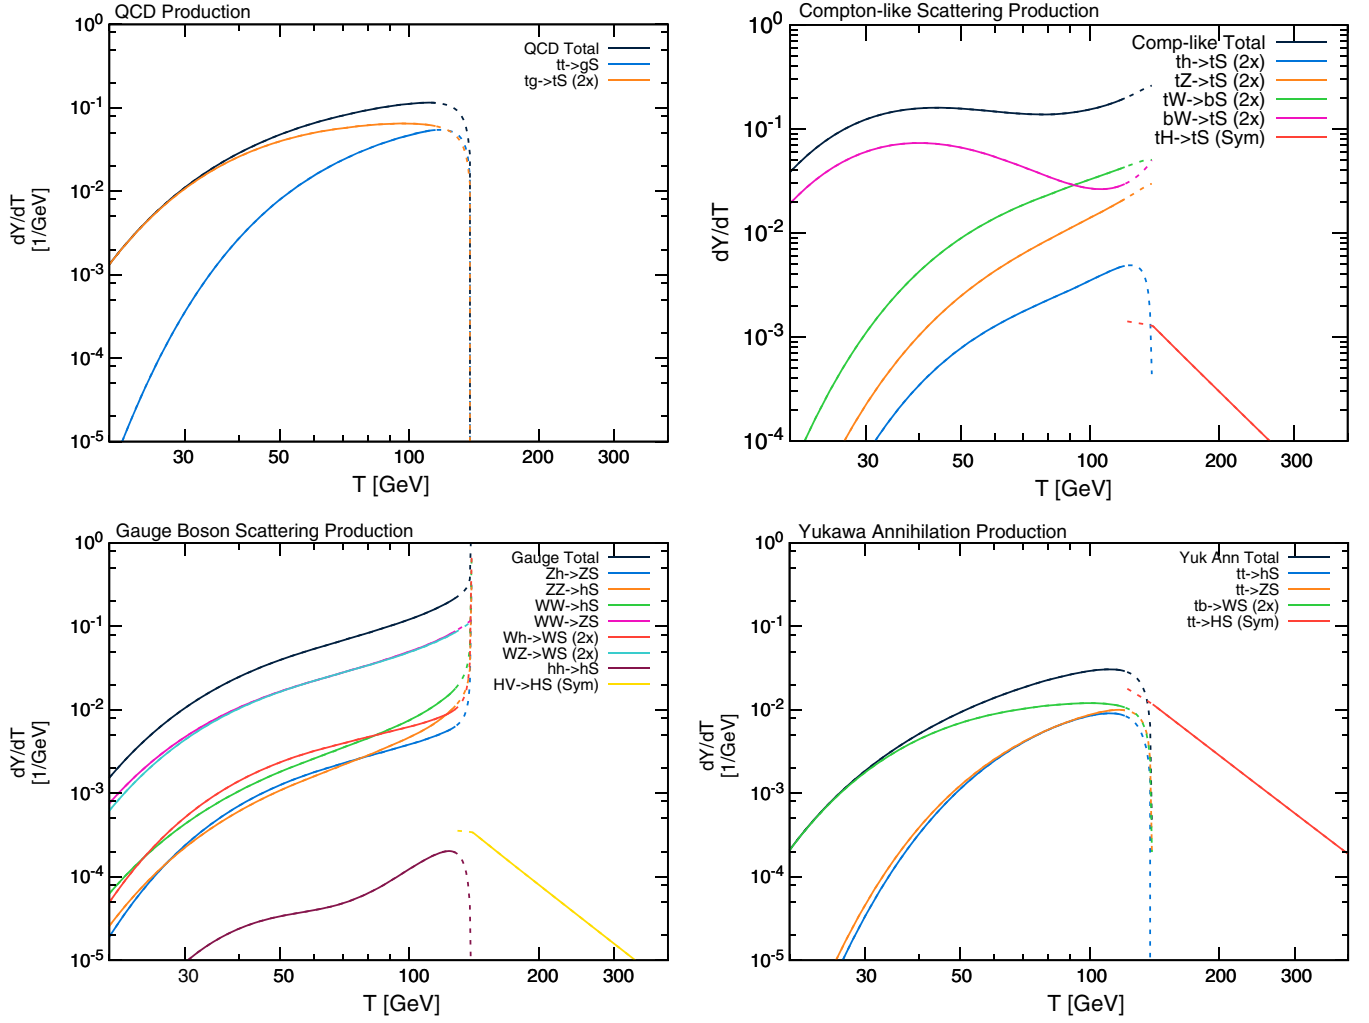 QCD Production
QCD Total
tt->gS
tg->tS (2x)
10^0
10^-1
10^-2
10^-3
10^-4
10^-5
dY/dT
[1/GeV]
30 50 100 200 300
T [GeV]
Compton-like Scattering Production
Comp-like Total
th->tS (2x)
tZ->tS (2x)
tW->bS (2x)
bW->tS (2x)
tH->tS (Sym)
10^0
10^-1
10^-2
10^-3
10^-4
dY/dT
30 50 100 200 300
T [GeV]
Gauge Boson Scattering Production
Gauge Total
Zh->ZS
ZZ->hS
WW->hS
WW->ZS
Wh->WS (2x)
WZ->WS (2x)
hh->hS
HV->HS (Sym)
10^0
10^-1
10^-2
10^-3
10^-4
10^-5
dY/dT
[1/GeV]
30 50 100 200 300
T [GeV]
Yukawa Annihilation Production
Yuk Ann Total
tt->hS
tt->ZS
tb->WS (2x)
tt->HS (Sym)
10^0
10^-1
10^-2
10^-3
10^-4
10^-5
dY/dT
[1/GeV]
30 50 100 200 300
T [GeV]